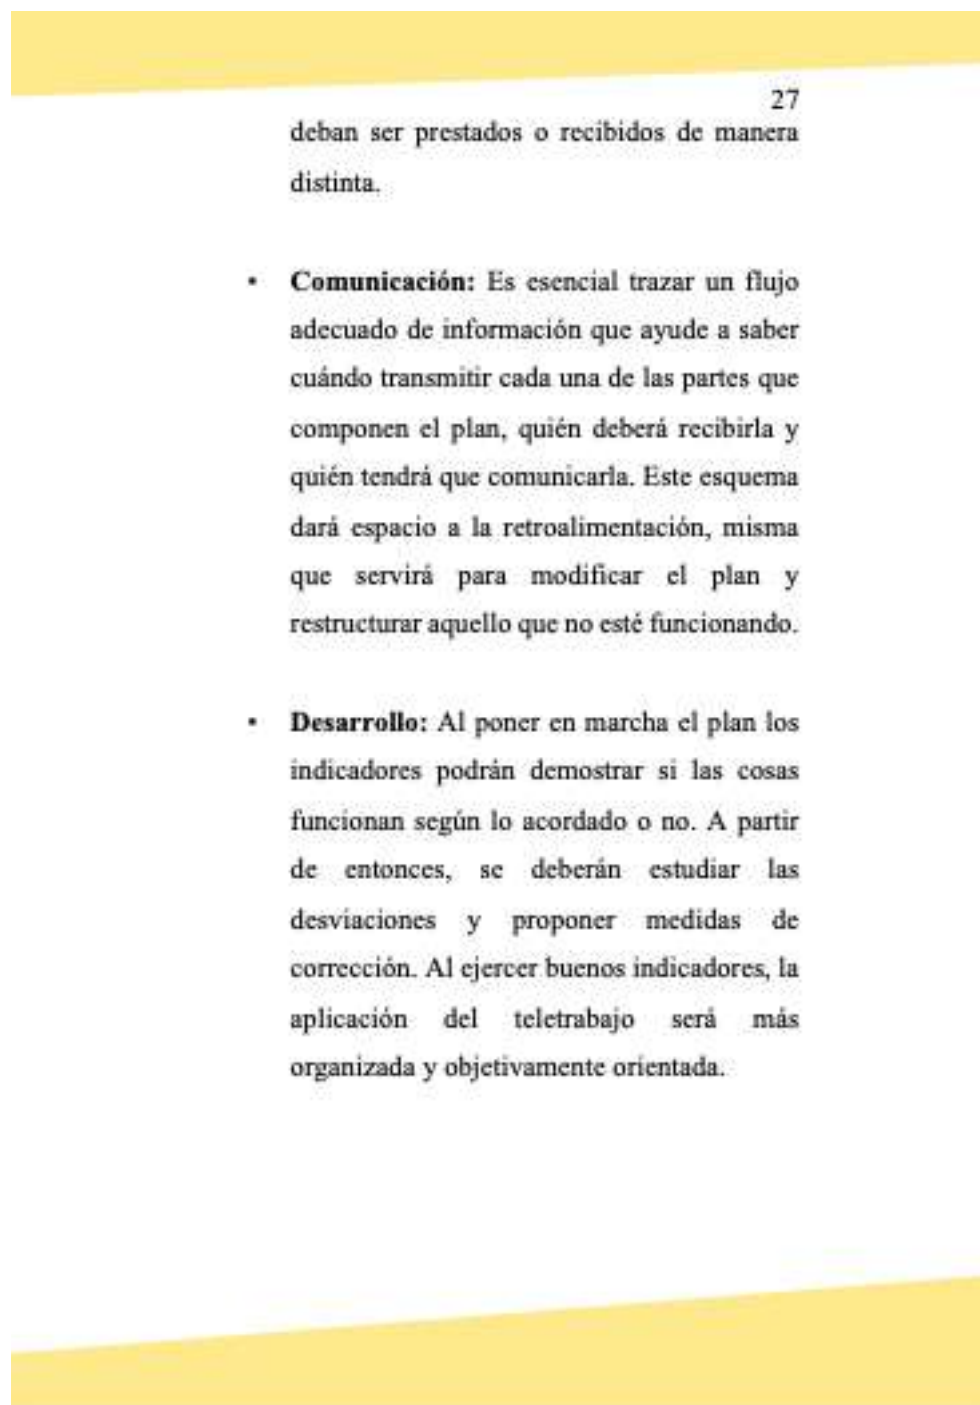 27
deban ser prestados o recibidos de manera
distinta.
• Comunicación: Es esencial trazar un flujo
adecuado de información que ayude a saber
cuándo transmitir cada una de las partes que
componen el plan, quién deberá recibirla y
quién tendrá que comunicarla. Este esquema
dará espacio a la retroalimentación, misma
que servirá para modificar el plan y
restructurar aquello que no esté funcionando.
• Desarrollo: Al poner en marcha el plan los
indicadores podrán demostrar si las cosas
funcionan según lo acordado o no. A partir
de entonces, se deberán estudiar las
desviaciones y proponer medidas de
corrección. Al ejercer buenos indicadores, la
aplicación del teletrabajo será más
organizada y objetivamente orientada.